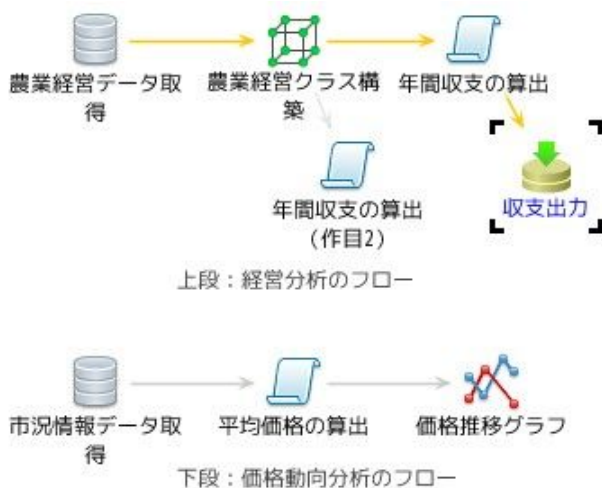 農業経営データ取
得
農業経営クラス構
築
年間収支の算出
収支出力
年間収支の算出
（作目2）
上段：経営分析のフロー
市況情報データ取
得
平均価格の算出
価格推移グラフ
下段：価格動向分析のフロー